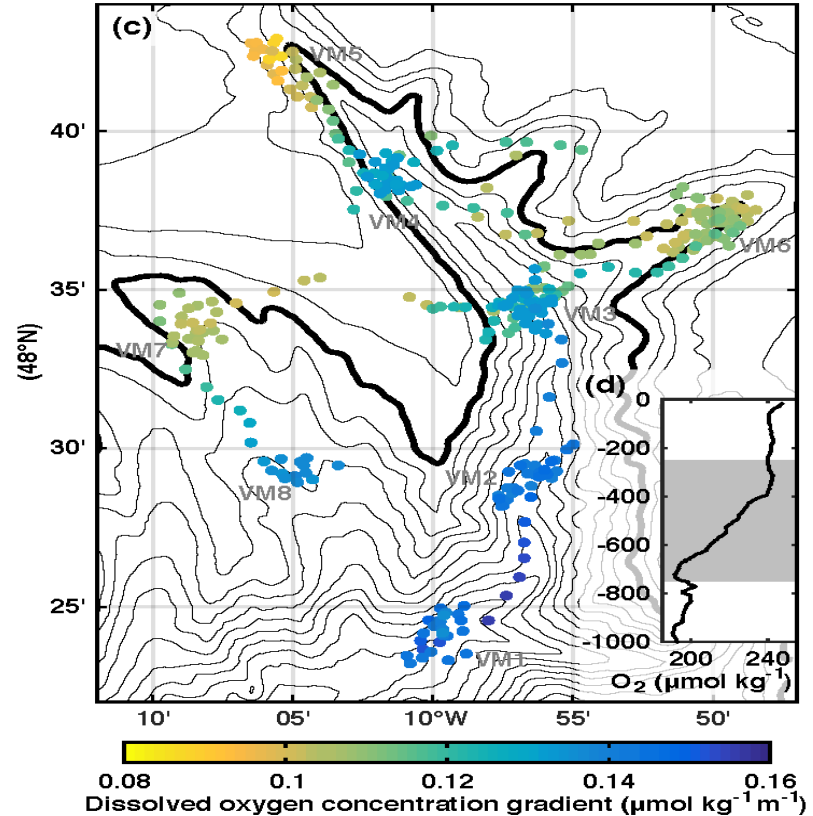 (c)
VM5
40'
VM4
VM6
35'
VM3
(48°N)
VM7
(d)
0
30'
-200
VM2
VM8
-400
-600
-800
25'
-1000
VM1
200
240
O₂ (μmol kg⁻¹)
10'
05'
10°W
55'
50'
0.08
0.1
0.12
0.14
0.16
Dissolved oxygen concentration gradient (μmol kg⁻¹m⁻¹)